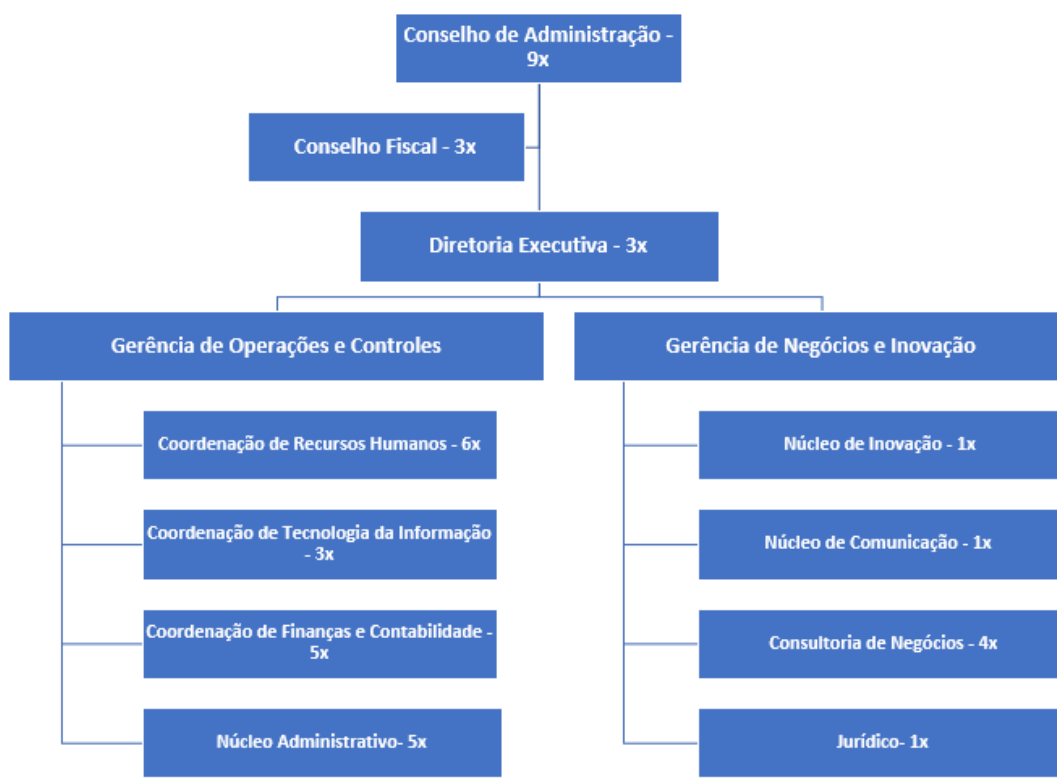 Conselho de Administração -
9x
Conselho Fiscal - 3x
Diretoria Executiva - 3x
Gerência de Operações e Controles
Gerência de Negócios e Inovação
Coordenação de Recursos Humanos - 6x
Núcleo de Inovação - 1x
Coordenação de Tecnologia da Informação
- 3x
Núcleo de Comunicação - 1x
Coordenação de Finanças e Contabilidade -
5x
Consultoria de Negócios - 4x
Núcleo Administrativo- 5x
Jurídico- 1x